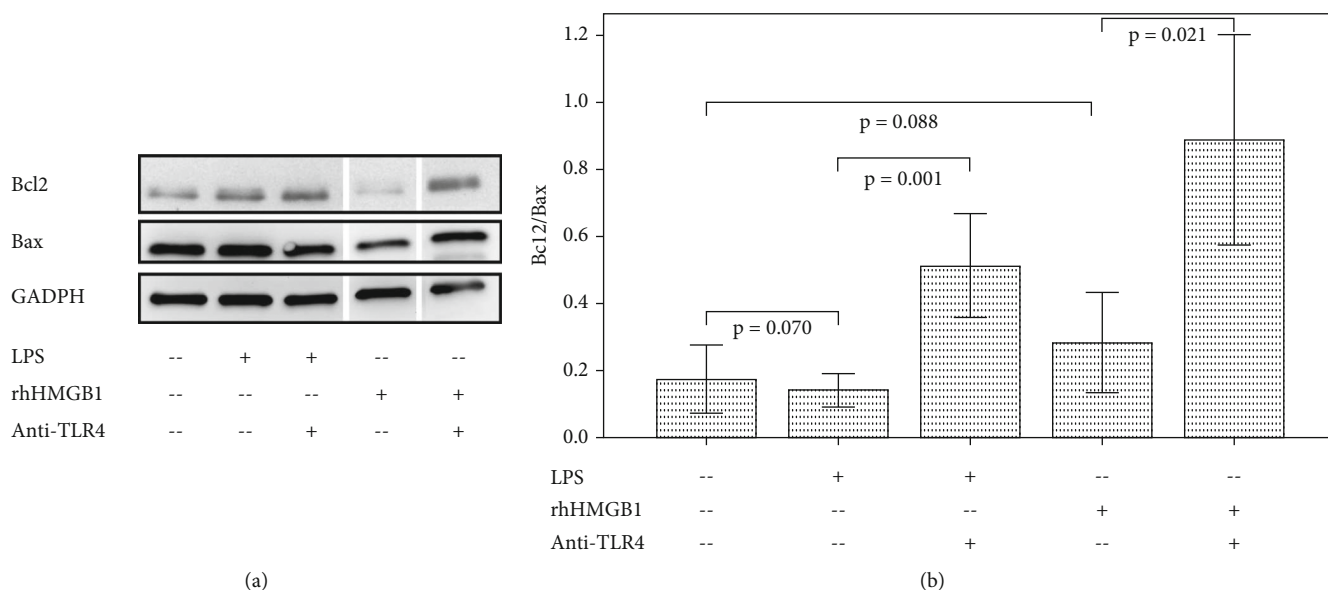 Bcl2
Bax
GADPH
LPS -- + + -- --
rhHMGB1 -- -- -- + +
Anti-TLR4 -- -- + -- +
(a)
1.2
1.0
0.8
0.6
0.4
0.2
0.0
Bc12/Bax
p = 0.021
p = 0.088
p = 0.001
p = 0.070
LPS -- + + -- --
rhHMGB1 -- -- -- + +
Anti-TLR4 -- -- + -- +
(b)